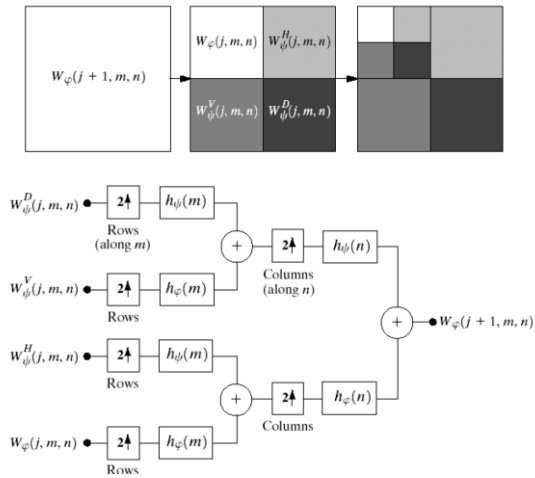 W_φ(j + 1, m, n)
W_φ(j, m, n) W_ψ^H(j, m, n)
W_ψ^V(j, m, n) W_ψ^D(j, m, n)
W_ψ^D(j, m, n) 2↑ h_ψ(m)
Rows
(along m)
+ 2↑ h_ψ(n)
Columns
(along n)
W_ψ^V(j, m, n) 2↑ h_φ(m)
Rows
+ W_φ(j + 1, m, n)
W_ψ^H(j, m, n) 2↑ h_ψ(m)
Rows
+ 2↑ h_φ(n)
Columns
W_φ(j, m, n) 2↑ h_φ(m)
Rows